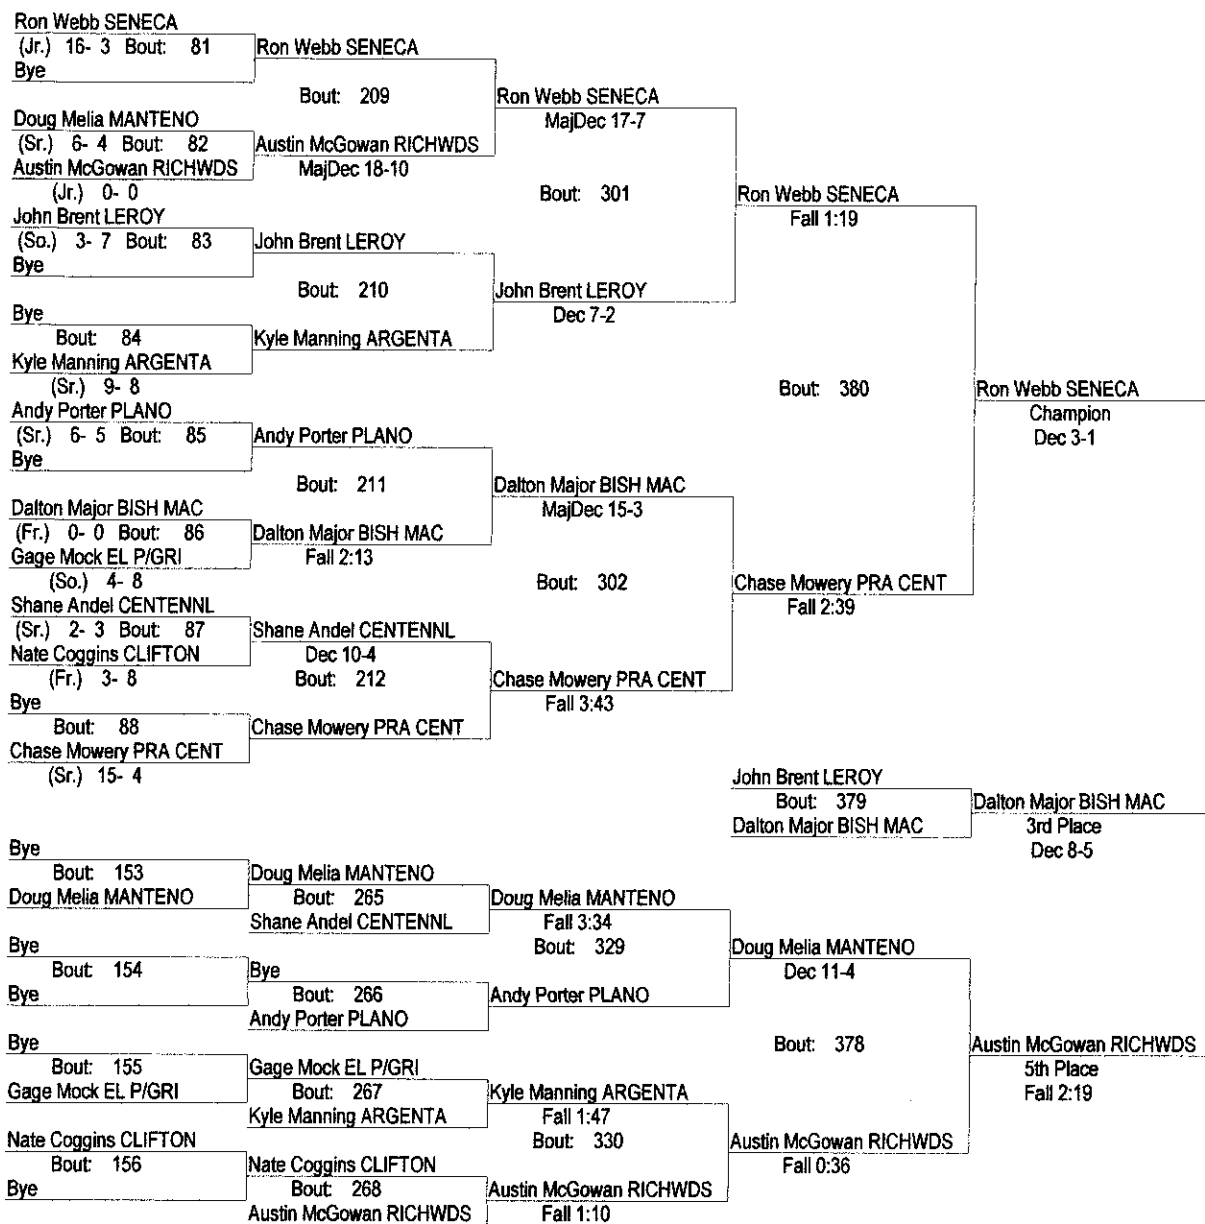 Ron Webb SENECA
(Jr.) 16- 3 Bout: 81
Bye
Ron Webb SENECA
Bout: 209
Doug Melia MANTENO
(Sr.) 6- 4 Bout: 82
Austin McGowan RICHWDS
(Jr.) 0- 0
Austin McGowan RICHWDS
MajDec 18-10
Ron Webb SENECA
MajDec 17-7
Bout: 301
John Brent LEROY
(So.) 3- 7 Bout: 83
Bye
John Brent LEROY
Bout: 210
Bye
Bout: 84
Kyle Manning ARGENTA
(Sr.) 9- 8
Kyle Manning ARGENTA
John Brent LEROY
Dec 7-2
Ron Webb SENECA
Fall 1:19
Bout: 380
Andy Porter PLANO
(Sr.) 6- 5 Bout: 85
Bye
Andy Porter PLANO
Bout: 211
Dalton Major BISH MAC
(Fr.) 0- 0 Bout: 86
Gage Mock EL P/GRI
(So.) 4- 8
Dalton Major BISH MAC
Fall 2:13
Dalton Major BISH MAC
MajDec 15-3
Bout: 302
Shane Andel CENTENNL
(Sr.) 2- 3 Bout: 87
Nate Coggins CLIFTON
(Fr.) 3- 8
Shane Andel CENTENNL
Dec 10-4
Bout: 212
Bye
Bout: 88
Chase Mowery PRA CENT
(Sr.) 15- 4
Chase Mowery PRA CENT
Chase Mowery PRA CENT
Fall 3:43
Chase Mowery PRA CENT
Fall 2:39
Ron Webb SENECA
Champion
Dec 3-1
John Brent LEROY
Bout: 379
Dalton Major BISH MAC
Dalton Major BISH MAC
3rd Place
Dec 8-5
Bye
Bout: 153
Doug Melia MANTENO
Doug Melia MANTENO
Bout: 265
Shane Andel CENTENNL
Doug Melia MANTENO
Fall 3:34
Bout: 329
Bye
Bout: 154
Bye
Bye
Bout: 266
Andy Porter PLANO
Andy Porter PLANO
Doug Melia MANTENO
Dec 11-4
Bout: 378
Bye
Bout: 155
Gage Mock EL P/GRI
Gage Mock EL P/GRI
Bout: 267
Kyle Manning ARGENTA
Kyle Manning ARGENTA
Fall 1:47
Bout: 330
Nate Coggins CLIFTON
Bout: 156
Bye
Nate Coggins CLIFTON
Bout: 268
Austin McGowan RICHWDS
Austin McGowan RICHWDS
Fall 1:10
Austin McGowan RICHWDS
Fall 0:36
Austin McGowan RICHWDS
5th Place
Fall 2:19